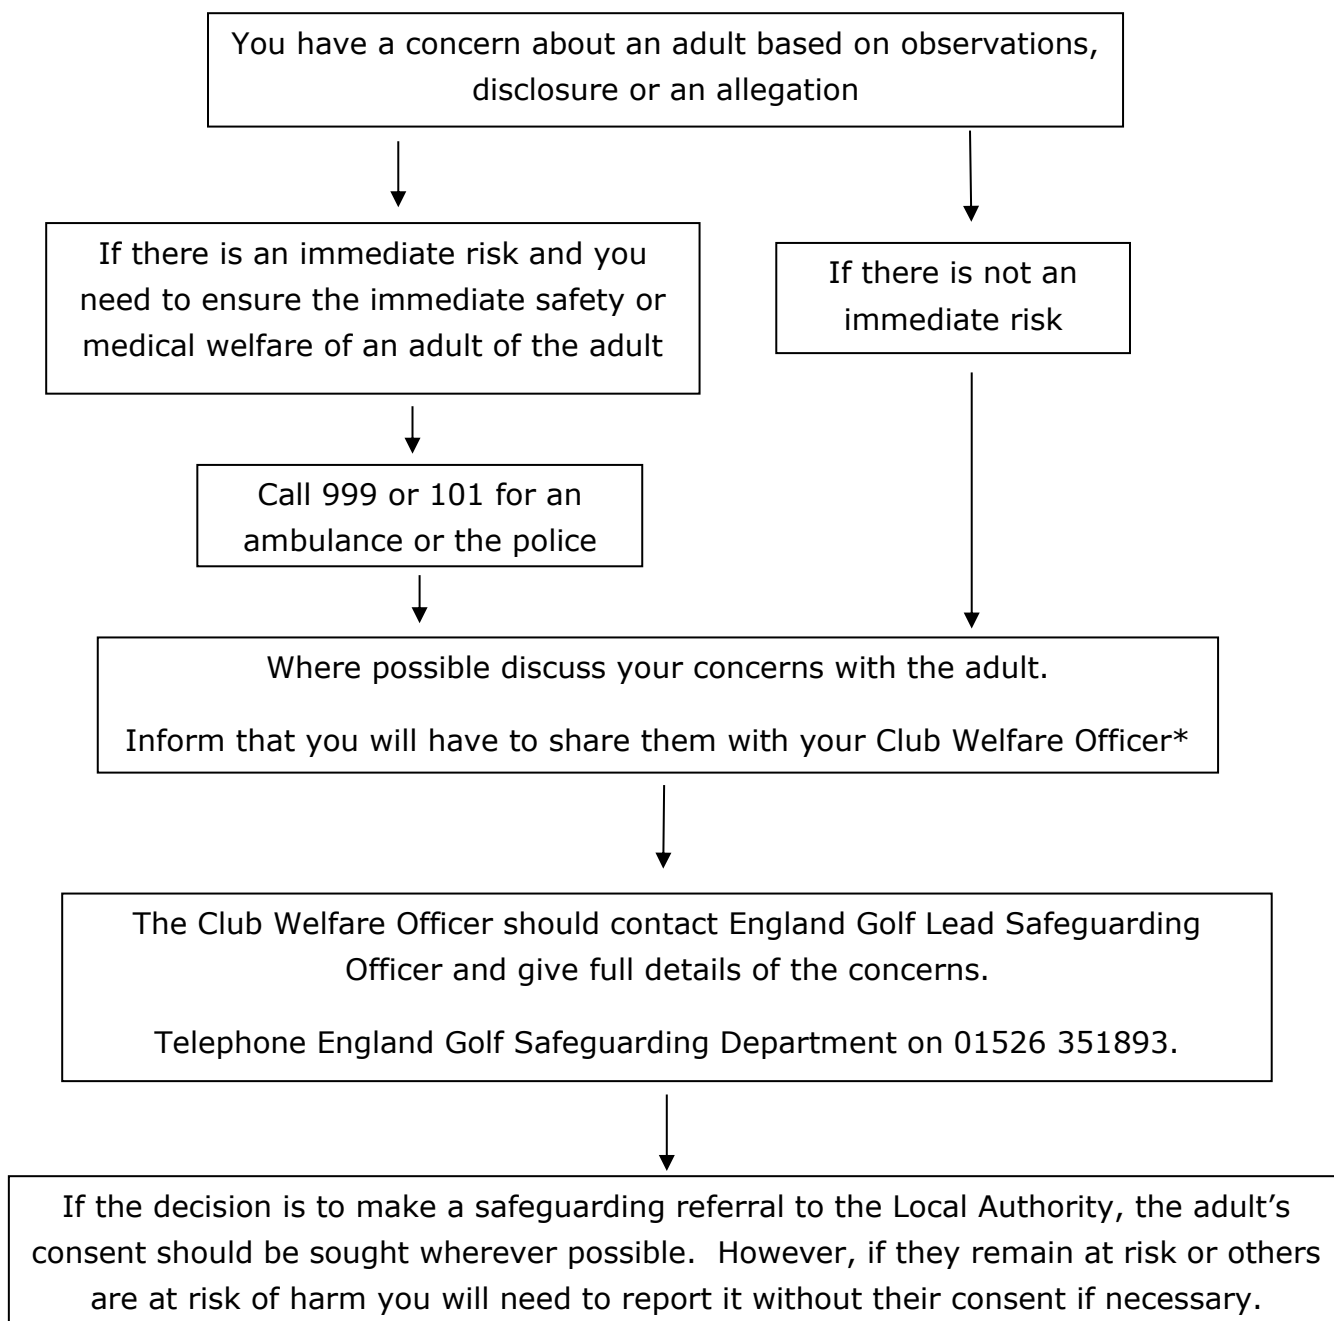 You have a concern about an adult based on observations,
disclosure or an allegation
If there is an immediate risk and you
need to ensure the immediate safety or
medical welfare of an adult of the adult
If there is not an
immediate risk
Call 999 or 101 for an
ambulance or the police
Where possible discuss your concerns with the adult.
Inform that you will have to share them with your Club Welfare Officer*
The Club Welfare Officer should contact England Golf Lead Safeguarding
Officer and give full details of the concerns.
Telephone England Golf Safeguarding Department on 01526 351893.
If the decision is to make a safeguarding referral to the Local Authority, the adult’s
consent should be sought wherever possible.  However, if they remain at risk or others
are at risk of harm you will need to report it without their consent if necessary.